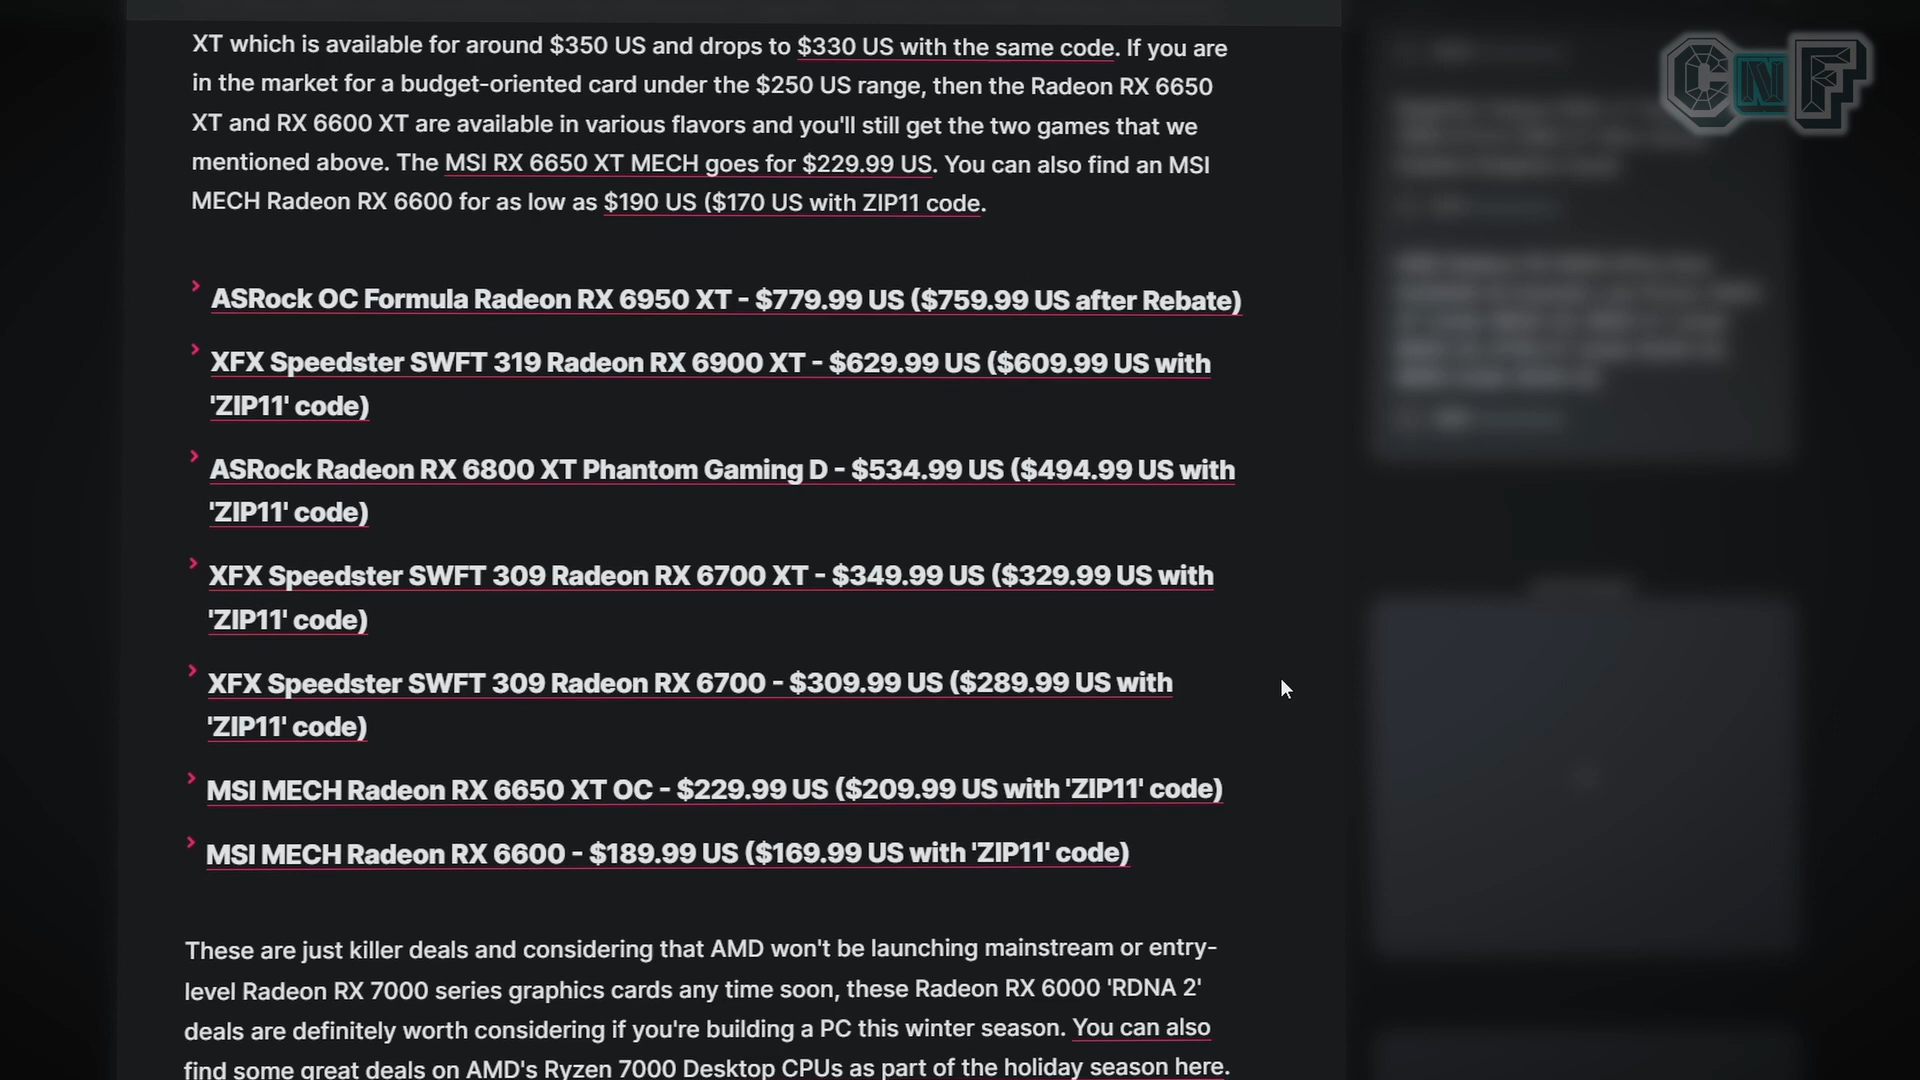 XT which is available for around $350 US and drops to $330 US with the same code. If you are
in the market for a budget-oriented card under the $250 US range, then the Radeon RX 6650
XT and RX 6600 XT are available in various flavors and you'll still get the two games that we
mentioned above. The MSI RX 6650 XT MECH goes for $229.99 US. You can also find an MSI
MECH Radeon RX 6600 for as low as $190 US ($170 US with ZIP11 code.
ASRock OC Formula Radeon RX 6950 XT - $779.99 US ($759.99 US after Rebate)
XFX Speedster SWFT 319 Radeon RX 6900 XT - $629.99 US ($609.99 US with
'ZIP11' code)
ASRock Radeon RX 6800 XT Phantom Gaming D - $534.99 US ($494.99 US with
'ZIP11' code)
XFX Speedster SWFT 309 Radeon RX 6700 XT - $349.99 US ($329.99 US with
'ZIP11' code)
XFX Speedster SWFT 309 Radeon RX 6700 - $309.99 US ($289.99 US with
'ZIP11' code)
MSI MECH Radeon RX 6650 XT OC - $229.99 US ($209.99 US with 'ZIP11' code)
MSI MECH Radeon RX 6600 - $189.99 US ($169.99 US with 'ZIP11' code)
These are just killer deals and considering that AMD won't be launching mainstream or entry-
level Radeon RX 7000 series graphics cards any time soon, these Radeon RX 6000 'RDNA 2'
deals are definitely worth considering if you're building a PC this winter season. You can also
find some great deals on AMD's Ryzen 7000 Desktop CPUs as part of the holiday season here.
CNF